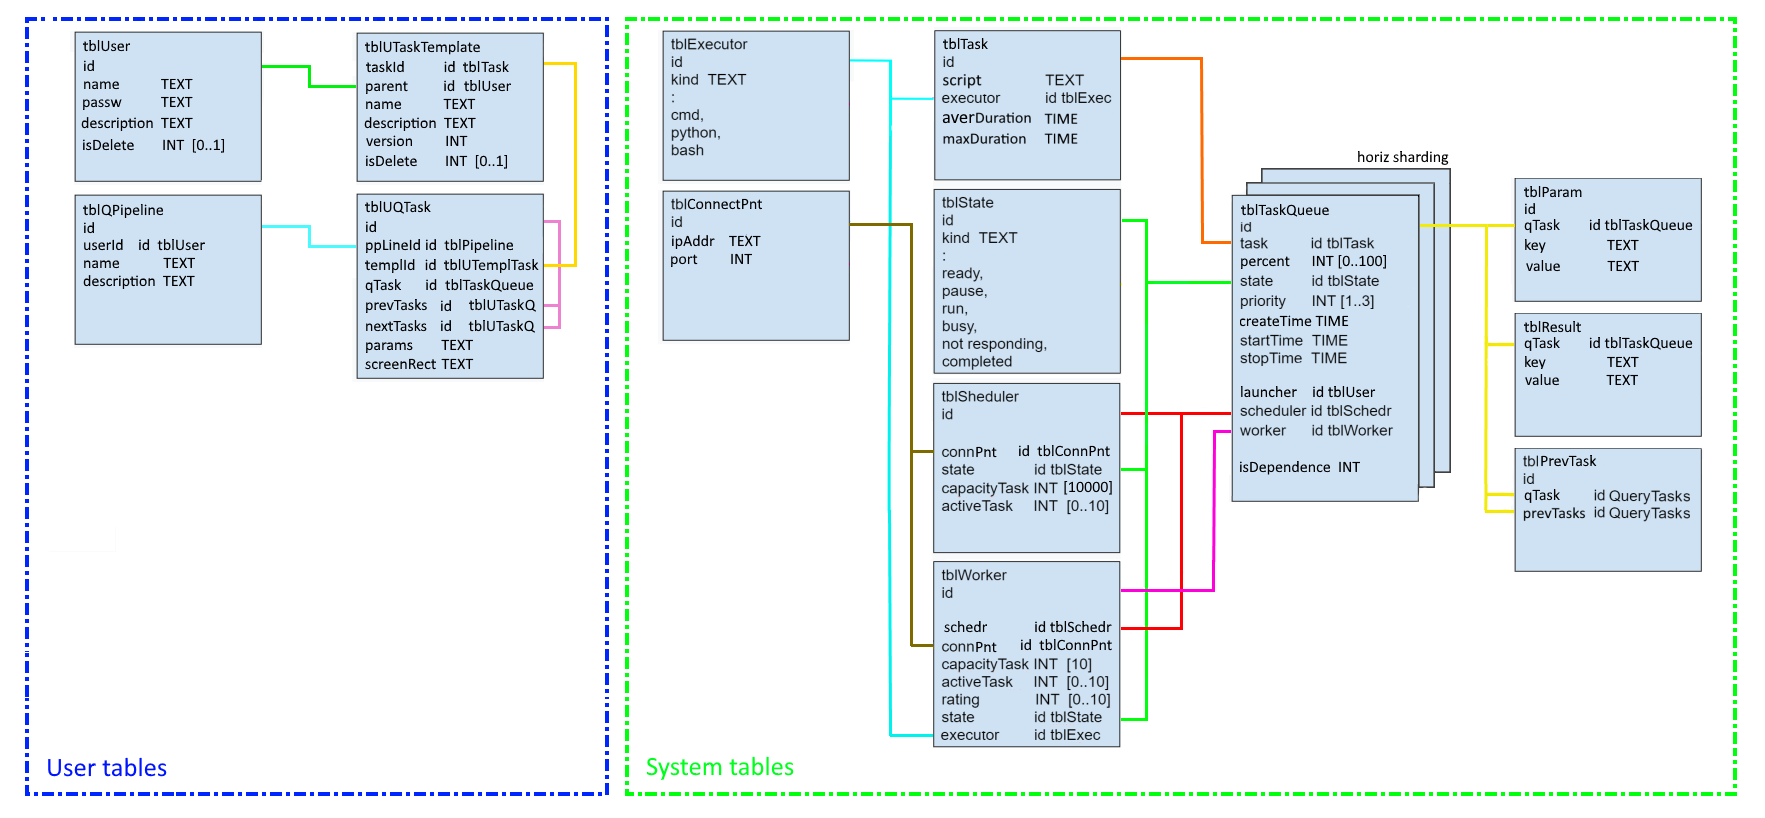 tblUser
id
name TEXT
passw TEXT
description TEXT
isDelete INT [0..1]
tblUTaskTemplate
taskId id tblTask
parent id tblUser
name TEXT
description TEXT
version INT
isDelete INT [0..1]
tblQPipeline
id
userId id tblUser
name TEXT
description TEXT
tblUQTask
id
ppLineId id tblPipeline
templId id tblUTemplTask
qTask id tblTaskQueue
prevTasks id tblUTaskQ
nextTasks id tblUTaskQ
params TEXT
screenRect TEXT
User tables
tblExecutor
id
kind TEXT
:
cmd,
python,
bash
tblConnectPnt
id
ipAddr TEXT
port INT
tblTask
id
script TEXT
executor id tblExec
averDuration TIME
maxDuration TIME
tblState
id
kind TEXT
:
ready,
pause,
run,
busy,
not responding,
completed
tblSheduler
id
connPnt id tblConnPnt
state id tblState
capacityTask INT [10000]
activeTask INT [0..10]
tblWorker
id
schedr id tblSchedr
connPnt id tblConnPnt
capacityTask INT [10]
activeTask INT [0..10]
rating INT [0..10]
state id tblState
executor id tblExec
horiz sharding
tblTaskQueue
id
task id tblTask
percent INT [0..100]
state id tblState
priority INT [1..3]
createTime TIME
startTime TIME
stopTime TIME
launcher id tblUser
scheduler id tblSchedr
worker id tblWorker
isDependence INT
tblParam
id
qTask id tblTaskQueue
key TEXT
value TEXT
tblResult
qTask id tblTaskQueue
key TEXT
value TEXT
tblPrevTask
id
qTask id QueryTasks
prevTasks id QueryTasks
System tables